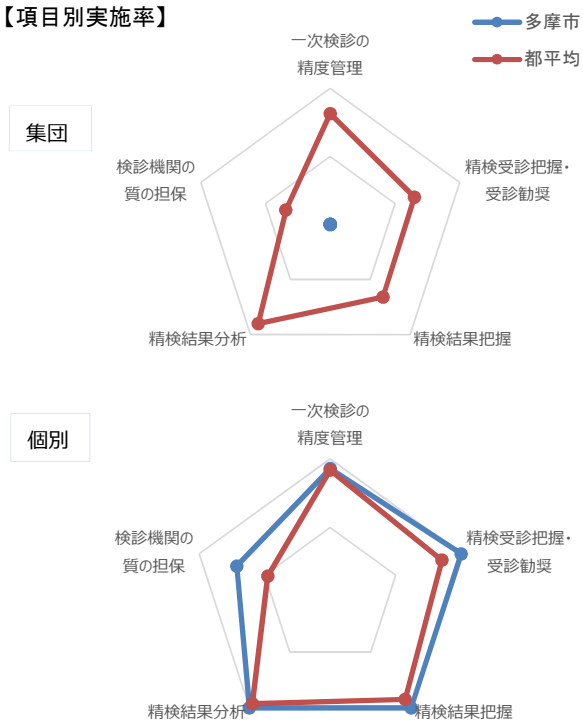 【項目別実施率】
多摩市
都平均
集団
一次検診の
精度管理
精検受診把握・
受診勧奨
精検結果把握
精検結果分析
検診機関の
質の担保
個別
一次検診の
精度管理
精検受診把握・
受診勧奨
精検結果把握
精検結果分析
検診機関の
質の担保